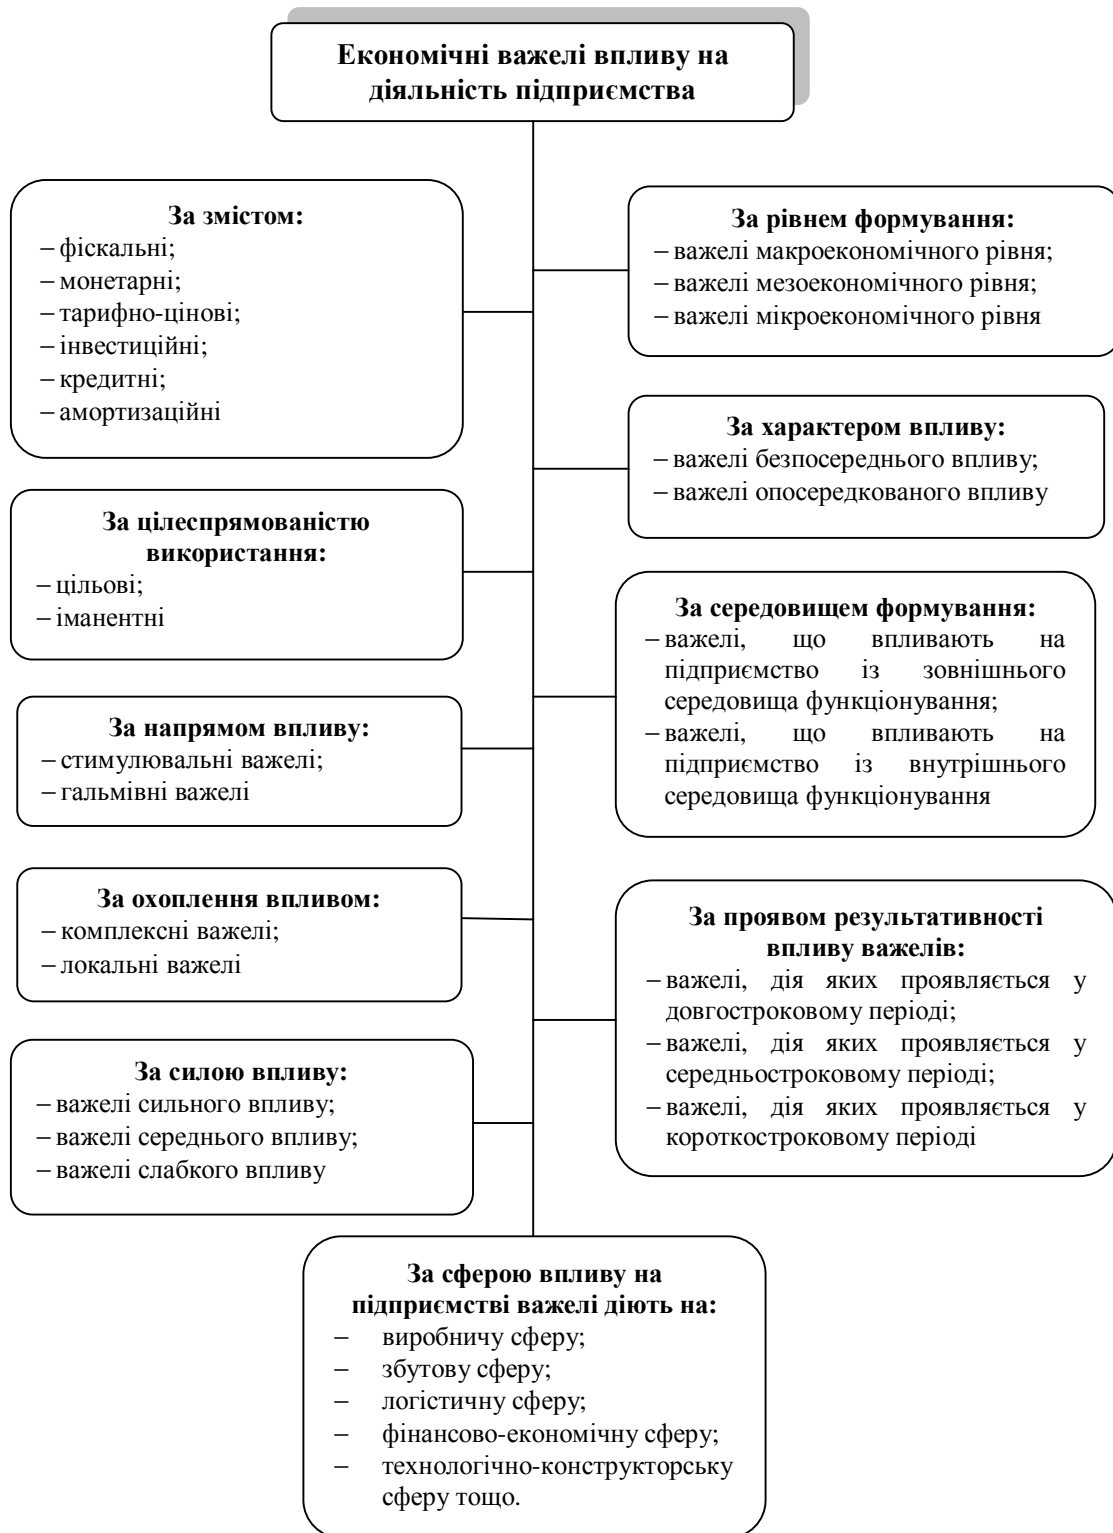 Економічні важелі впливу на
діяльність підприємства
За змістом:
– фіскальні;
– монетарні;
– тарифно-цінові;
– інвестиційні;
– кредитні;
– амортизаційні
За рівнем формування:
– важелі макроекономічного рівня;
– важелі мезоекономічного рівня;
– важелі мікроекономічного рівня
За характером впливу:
– важелі безпосереднього впливу;
– важелі опосередкованого впливу
За цілеспрямованістю
використання:
– цільові;
– іманентні
За середовищем формування:
– важелі, що впливають на
підприємство із зовнішнього
середовища функціонування;
– важелі, що впливають на
підприємство із внутрішнього
середовища функціонування
За напрямом впливу:
– стимулювальні важелі;
– гальмівні важелі
За охоплення впливом:
– комплексні важелі;
– локальні важелі
За проявом результативності
впливу важелів:
– важелі, дія яких проявляється у
довгостроковому періоді;
– важелі, дія яких проявляється у
середньостроковому періоді;
– важелі, дія яких проявляється у
короткостроковому періоді
За силою впливу:
– важелі сильного впливу;
– важелі середнього впливу;
– важелі слабкого впливу
За сферою впливу на
підприємстві важелі діють на:
– виробничу сферу;
– збутову сферу;
– логістичну сферу;
– фінансово-економічну сферу;
– технологічно-конструкторську
сферу тощо.